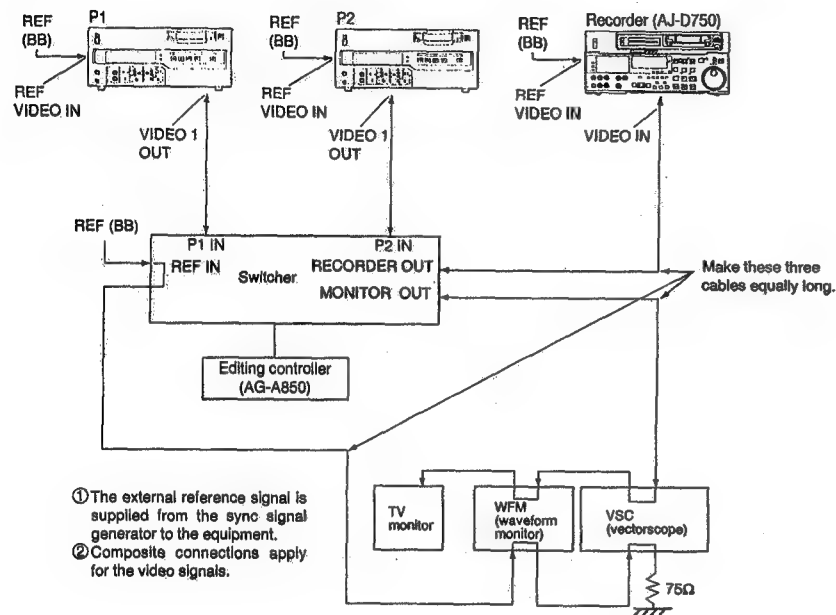 P1
P2
Recorder (AJ-D750)
REF
(BB)
REF
(BB)
REF
(BB)
REF
VIDEO IN
REF
VIDEO IN
REF
VIDEO IN
VIDEO 1
OUT
VIDEO 1
OUT
VIDEO IN
REF (BB)
P1 IN
P2 IN
REF IN
Switcher
RECORDER OUT
MONITOR OUT
Make these three
cables equally long.
Editing controller
(AG-A850)
①The external reference signal is
supplied from the sync signal
generator to the equipment.
②Composite connections apply
for the video signals.
TV
monitor
WFM
(waveform
monitor)
VSC
(vectorscope)
75Ω